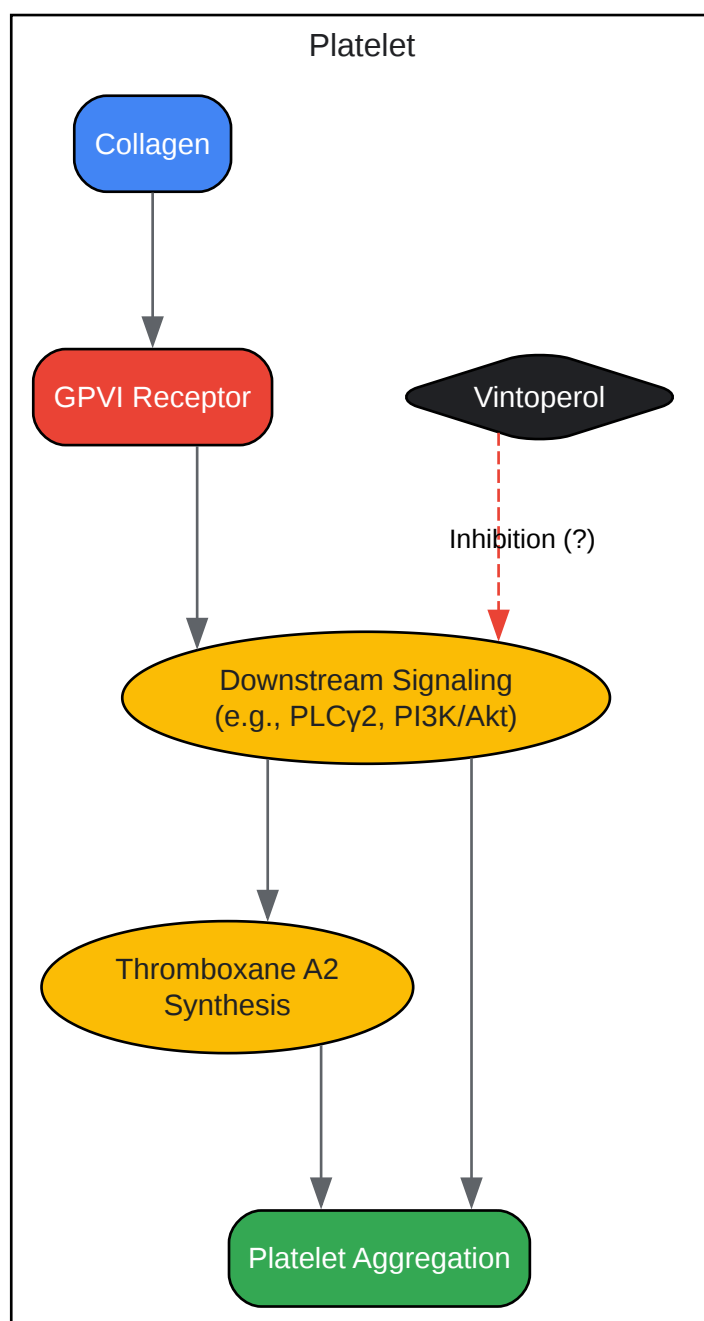 Platelet
Collagen
GPVI Receptor
Vintoperol
Inhibition (?)
Downstream Signaling
(e.g., PLCγ2, PI3K/Akt)
Thromboxane A2
Synthesis
Platelet Aggregation